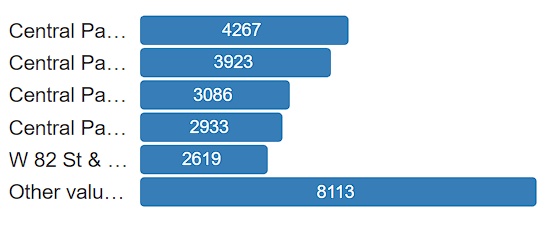 Central Pa… 4267
Central Pa… 3923
Central Pa… 3086
Central Pa… 2933
W 82 St & … 2619
Other valu… 8113